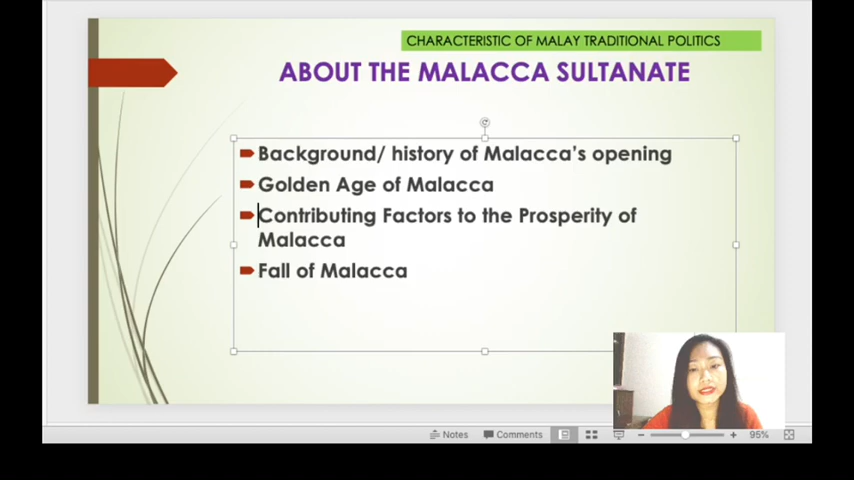 CHARACTERISTIC OF MALAY TRADITIONAL POLITICS
ABOUT THE MALACCA SULTANATE
Background/ history of Malacca's opening
Golden Age of Malacca
Contributing Factors to the Prosperity of
Malacca
Fall of Malacca
Notes
Comments
95%